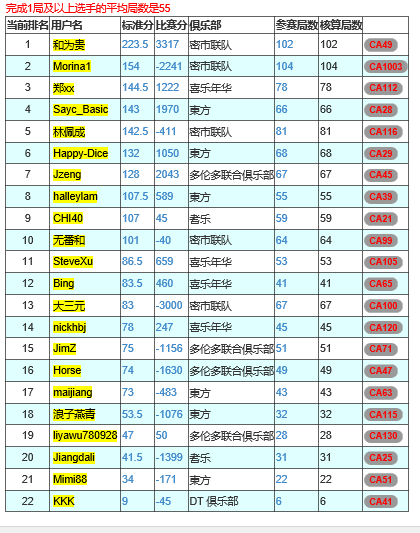 完成1局及以上选手的平均局数是55
当前排名 用户名 标准分 比赛分 俱乐部 参赛局数 核算局数
1 和为贵 223.5 3317 密市联队 102 102 CA49
2 Morina1 154 -2241 密市联队 104 104 CA1003
3 郑xx 144.5 1222 喜乐年华 78 78 CA112
4 Sayc_Basic 143 1970 東方 66 66 CA28
5 林佩成 142.5 -411 密市联队 81 81 CA116
6 Happy-Dice 132 1050 東方 68 68 CA29
7 Jzeng 128 2043 多伦多联合俱乐部 67 67 CA45
8 halleylam 107.5 589 東方 55 55 CA39
9 CHI40 107 45 老乐 59 59 CA21
10 无番和 101 -40 密市联队 64 64 CA99
11 SteveXu 86.5 659 喜乐年华 53 53 CA105
12 Bing 83.5 460 喜乐年华 41 41 CA65
13 大三元 83 -3000 密市联队 67 67 CA100
14 nickhbj 78 247 喜乐年华 45 45 CA120
15 JimZ 75 -1156 多伦多联合俱乐部 51 51 CA71
16 Horse 74 -1630 多伦多联合俱乐部 49 49 CA47
17 maijiang 73 -483 東方 43 43 CA63
18 浪子燕青 53.5 -1076 東方 32 32 CA115
19 liyawu780928 47 50 多伦多联合俱乐部 28 28 CA130
20 Jiangdali 41.5 -1399 老乐 31 31 CA25
21 Mimi88 34 -171 東方 22 22 CA51
22 KKK 9 -45 DT 俱乐部 6 6 CA41